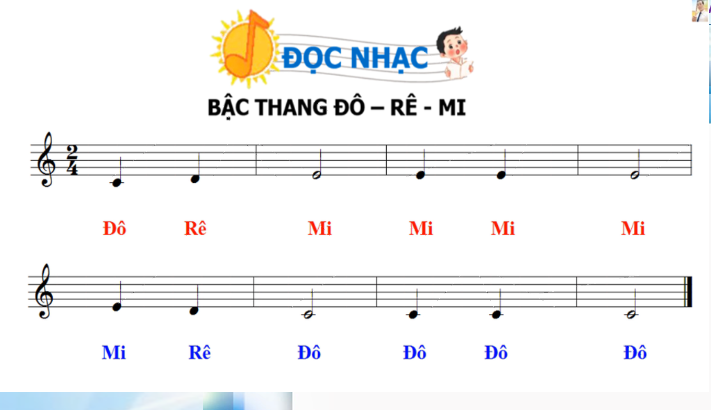 ĐỌC NHẠC
BẬC THANG ĐÔ – RÊ - MI
2
4
Đô Rê Mi Mi Mi Mi
Mi Rê Đô Đô Đô Đô